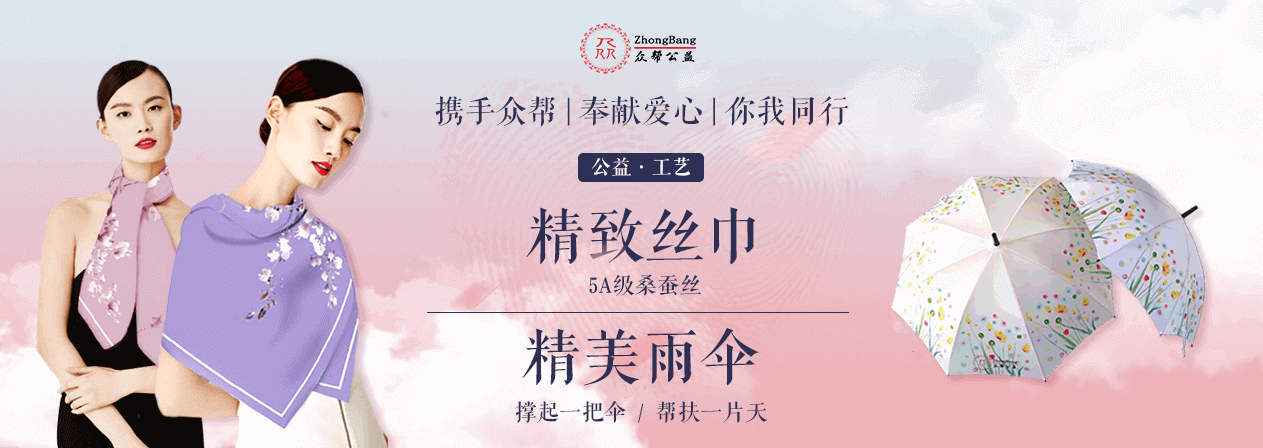 ZhongBang
众帮公益
携手众帮|奉献爱心|你我同行
公益·工艺
精致丝巾
5A级桑蚕丝
精美雨伞
撑起一把伞 / 帮扶一片天